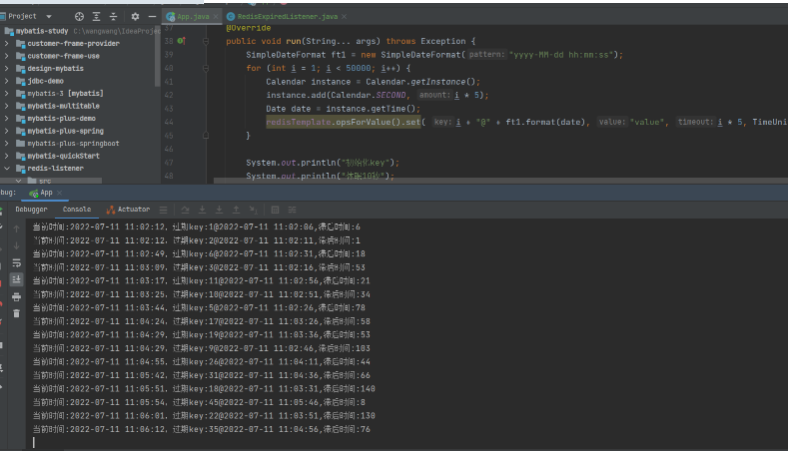 Project
App.java
RedisExpiredListener.java
mybatis-study
customer-frame-provider
customer-frame-use
design-mybatis
jdbc-demo
mybatis-3 [mybatis]
mybatis-multitable
mybatis-plus-demo
mybatis-plus-spring
mybatis-plus-springboot
mybatis-quickStart
redis-listener
src
@Override
38 public void run(String... args) throws Exception {
39 SimpleDateFormat ft1 = new SimpleDateFormat( pattern: "yyyy-MM-dd hh:mm:ss");
40 for (int i = 1; i < 50000; i++) {
41 Calendar instance = Calendar.getInstance();
42 instance.add(Calendar.SECOND, amount: i * 5);
43 Date date = instance.getTime();
44 redisTemplate.opsForValue().set( key: i + "@" + ft1.format(date), value: "value", timeout: i * 5, TimeUni
45 }
46
47 System.out.println("初始化key");
48 System.out.println("休眠10秒");
bug: App
Debugger Console Actuator
当前时间:2022-07-11 11:02:12, 过期key:1@2022-07-11 11:02:06,滞后时间:6
当前时间:2022-07-11 11:02:12, 过期key:2@2022-07-11 11:02:11,滞后时间:1
当前时间:2022-07-11 11:02:49, 过期key:6@2022-07-11 11:02:31,滞后时间:18
当前时间:2022-07-11 11:03:09, 过期key:3@2022-07-11 11:02:16,滞后时间:53
当前时间:2022-07-11 11:03:17, 过期key:11@2022-07-11 11:02:56,滞后时间:21
当前时间:2022-07-11 11:03:25, 过期key:10@2022-07-11 11:02:51,滞后时间:34
当前时间:2022-07-11 11:03:44, 过期key:5@2022-07-11 11:02:26,滞后时间:78
当前时间:2022-07-11 11:04:24, 过期key:17@2022-07-11 11:03:26,滞后时间:58
当前时间:2022-07-11 11:04:29, 过期key:19@2022-07-11 11:03:36,滞后时间:53
当前时间:2022-07-11 11:04:29, 过期key:9@2022-07-11 11:02:46,滞后时间:103
当前时间:2022-07-11 11:04:55, 过期key:26@2022-07-11 11:04:11,滞后时间:44
当前时间:2022-07-11 11:05:42, 过期key:31@2022-07-11 11:04:36,滞后时间:66
当前时间:2022-07-11 11:05:51, 过期key:18@2022-07-11 11:03:31,滞后时间:140
当前时间:2022-07-11 11:05:54, 过期key:45@2022-07-11 11:05:46,滞后时间:8
当前时间:2022-07-11 11:06:01, 过期key:22@2022-07-11 11:03:51,滞后时间:130
当前时间:2022-07-11 11:06:12, 过期key:35@2022-07-11 11:04:56,滞后时间:76